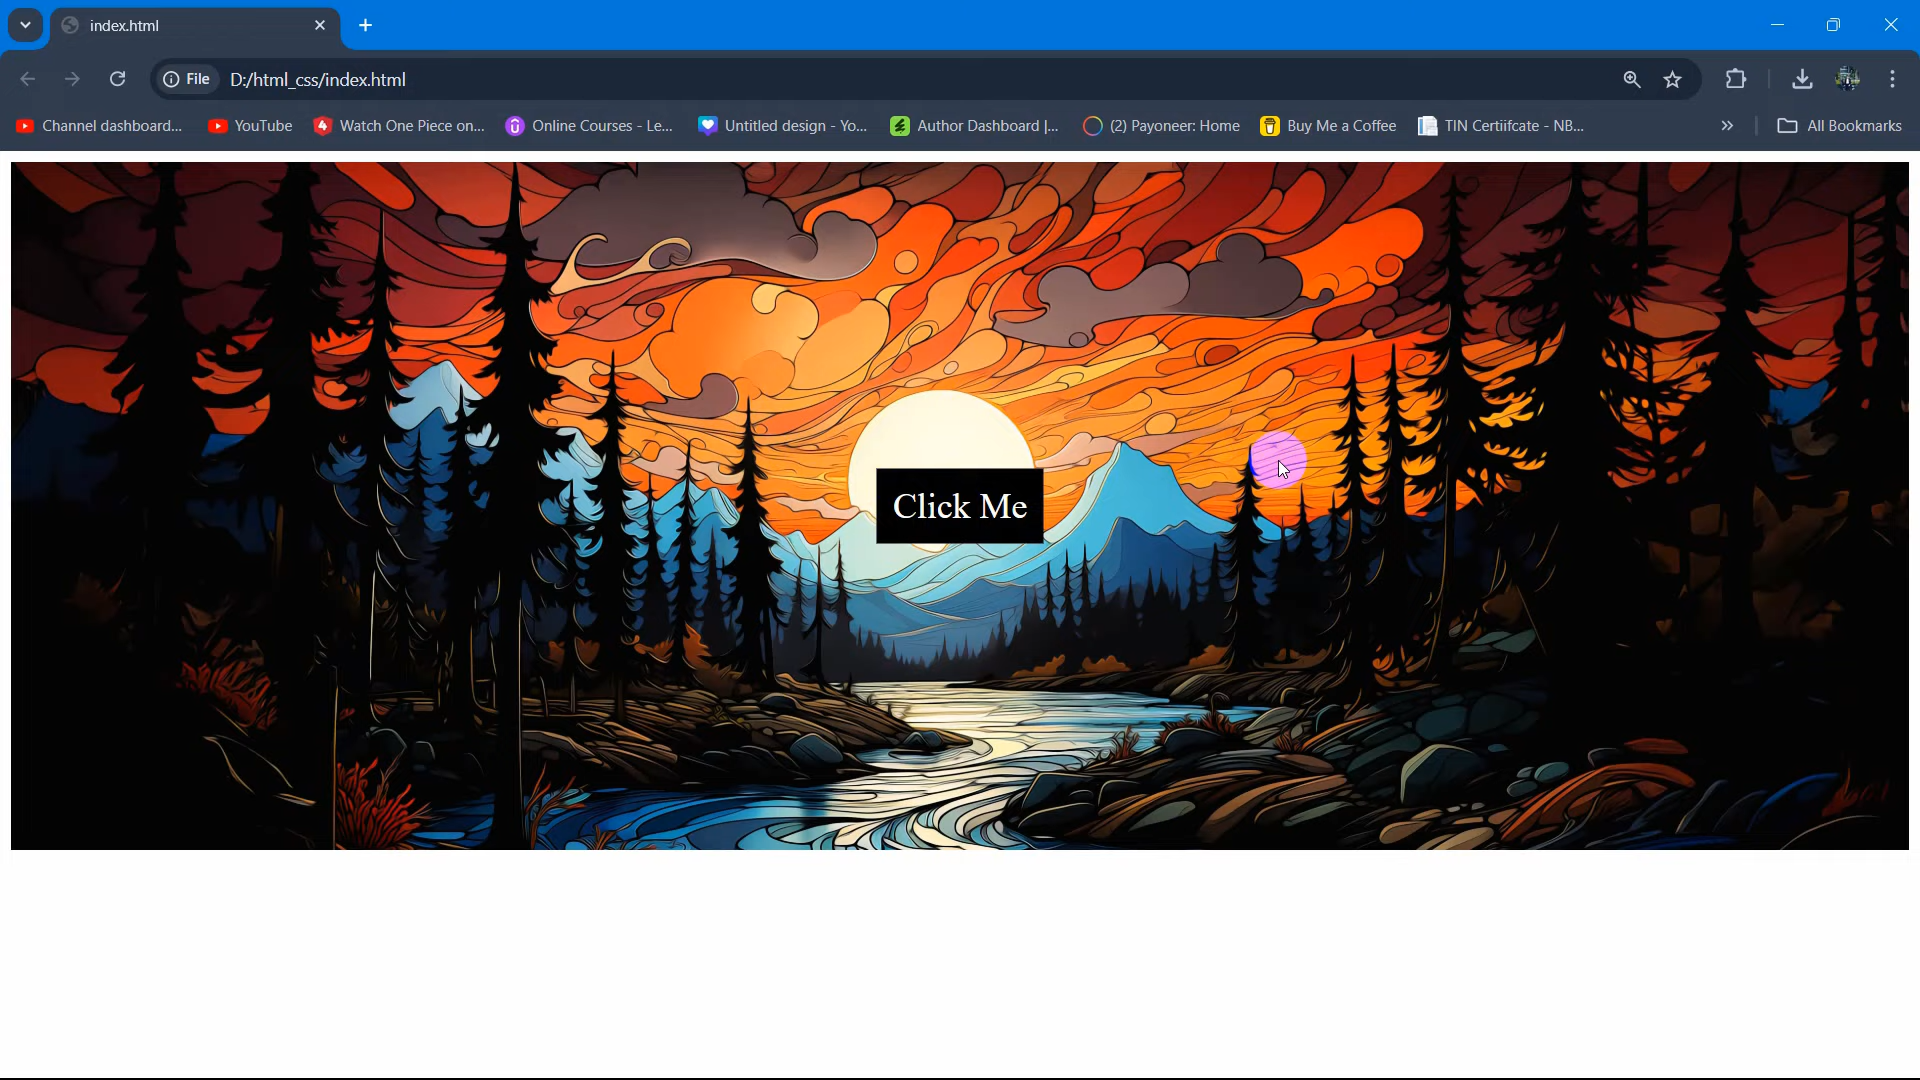 index.html
File D:/html_css/index.html
Channel dashboard... YouTube Watch One Piece on... Online Courses - Le... Untitled design - Yo... Author Dashboard |... (2) Payoneer: Home Buy Me a Coffee TIN Certiifcate - NB... All Bookmarks
Click Me